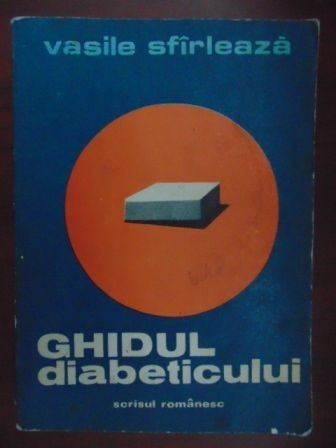 vasile sfîrlează
GHIDUL
diabeticului
scrisul românesc